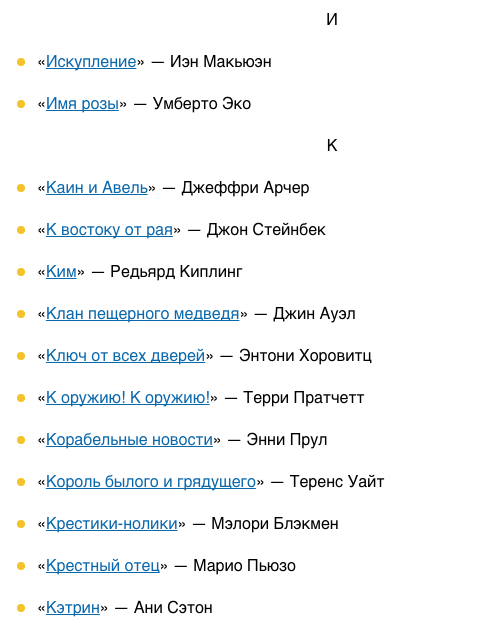 И
«Искупление» — Иэн Макьюэн
«Имя розы» — Умберто Эко
К
«Каин и Авель» — Джеффри Арчер
«К востоку от рая» — Джон Стейнбек
«Ким» — Редьярд Киплинг
«Клан пещерного медведя» — Джин Ауэл
«Ключ от всех дверей» — Энтони Хоровитц
«К оружию! К оружию!» — Терри Пратчетт
«Корабельные новости» — Энни Прул
«Король былого и грядущего» — Теренс Уайт
«Крестики-нолики» — Мэлори Блэкмен
«Крестный отец» — Марио Пьюзо
«Кэтрин» — Ани Сэтон